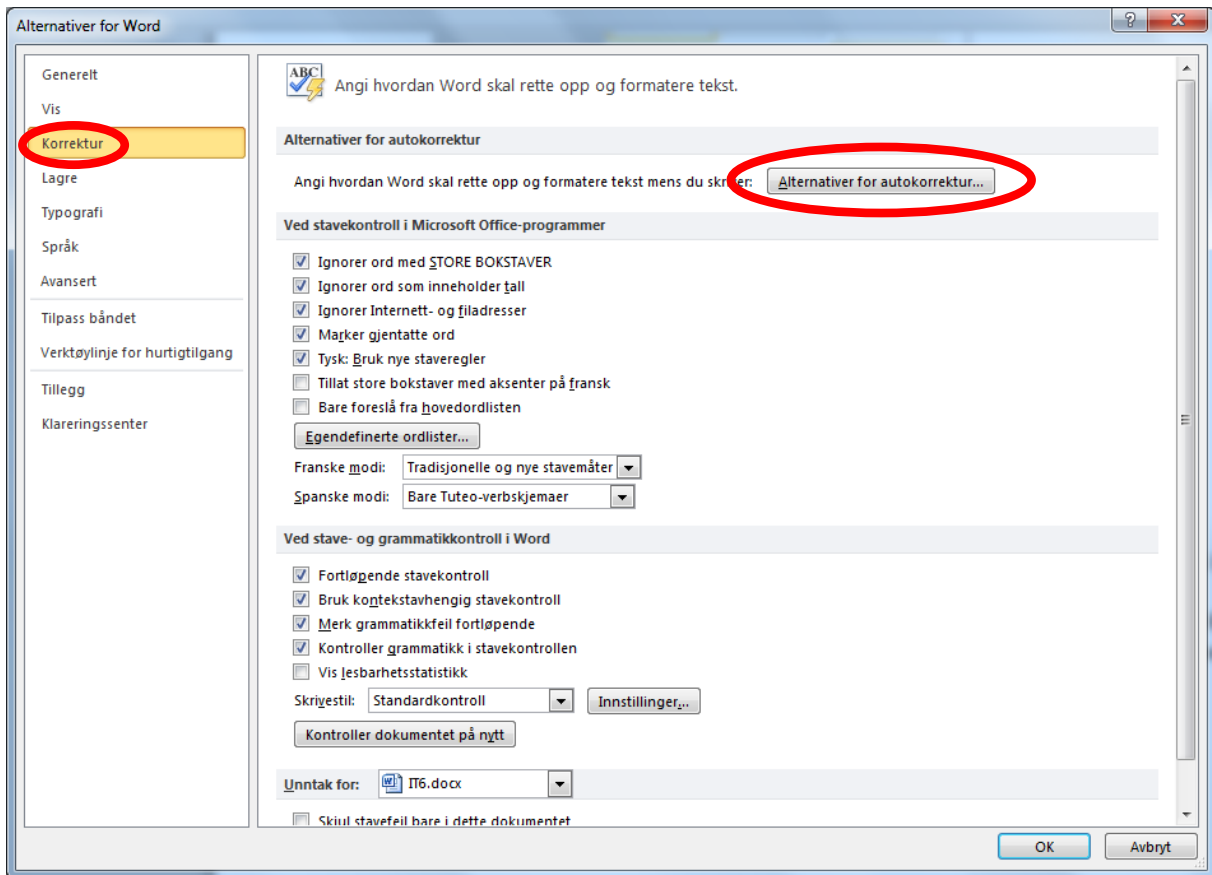 Alternativer for Word
Generelt
Vis
Korrektur
Lagre
Typografi
Språk
Avansert
Tilpass båndet
Verktøylinje for hurtigtilgang
Tillegg
Klareringssenter
ABC
Angi hvordan Word skal rette opp og formatere tekst.
Alternativer for autokorrektur
Angi hvordan Word skal rette opp og formatere tekst mens du skriver: Alternativer for autokorrektur...
Ved stavekontroll i Microsoft Office-programmer
Ignorer ord med STORE BOKSTAVER
Ignorer ord som inneholder tall
Ignorer Internett- og filadresser
Marker gjentatte ord
Tysk: Bruk nye staveregler
Tillat store bokstaver med aksenter på fransk
Bare foreslå fra hovedordlisten
Egendefinerte ordlister...
Franske modi: Tradisjonelle og nye stavemåter
Spanske modi: Bare Tuteo-verbskjemaer
Ved stave- og grammatikkontroll i Word
Fortløpende stavekontroll
Bruk kontekstavhengig stavekontroll
Merk grammatikkfeil fortløpende
Kontroller grammatikk i stavekontrollen
Vis lesbarhetsstatistikk
Skrivestil: Standardkontroll Innstillinger...
Kontroller dokumentet på nytt
Unntak for: IT6.docx
Skjul stavefeil bare i dette dokumentet
OK Avbryt